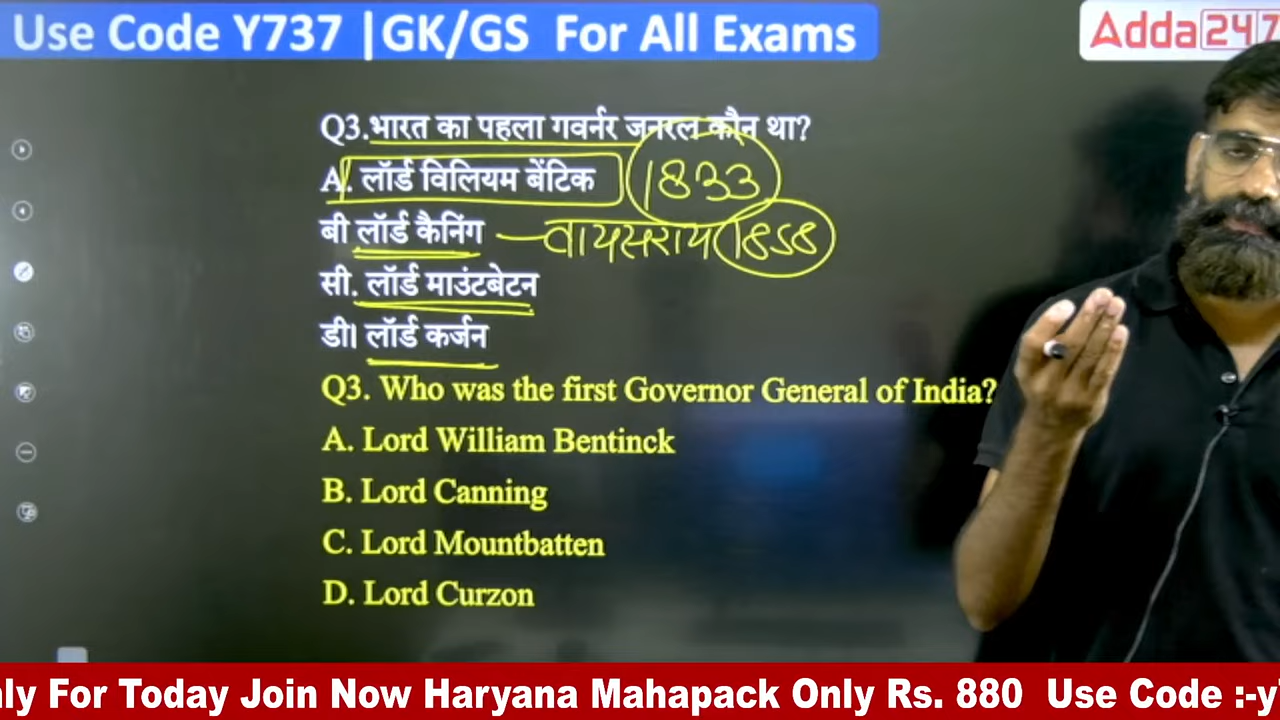 Use Code Y737 |GK/GS For All Exams
Adda247
Q3.भारत का पहला गवर्नर जनरल कौन था?
A. लॉर्ड विलियम बेंटिक 1833
बी लॉर्ड कैनिंग — वायसराय 1858
सी. लॉर्ड माउंटबेटन
डी। लॉर्ड कर्जन
Q3. Who was the first Governor General of India?
A. Lord William Bentinck
B. Lord Canning
C. Lord Mountbatten
D. Lord Curzon
For Today Join Now Haryana Mahapack Only Rs. 880 Use Code :-y